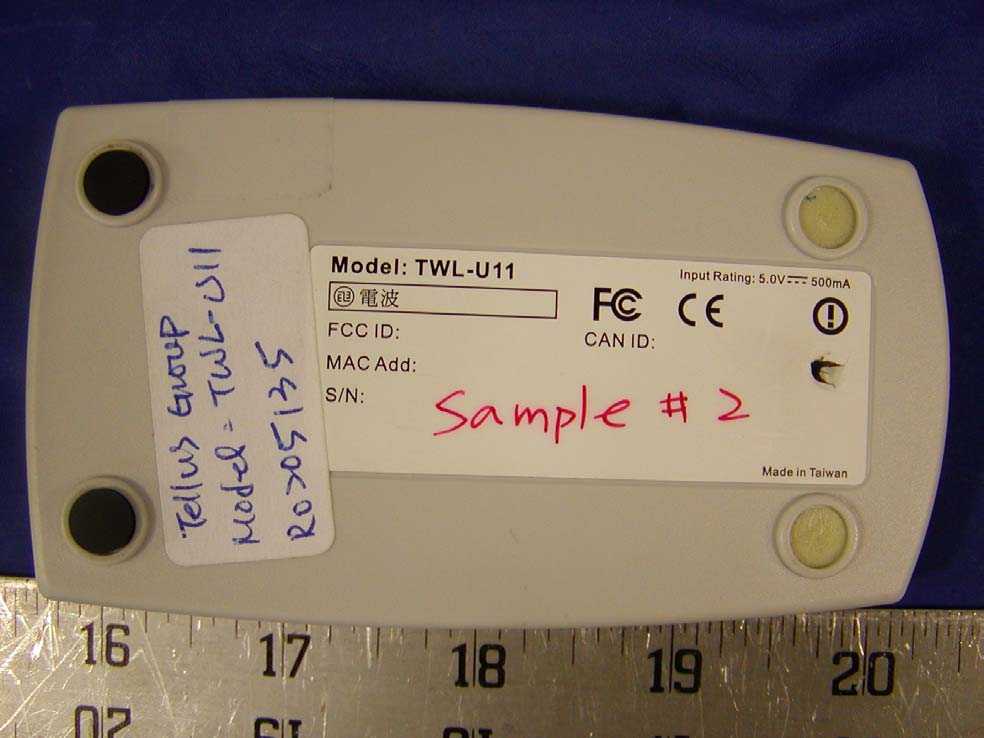 Model: TWL-U11
Input Rating: 5.0V⎓500mA
電波
FC CE
FCC ID:
CAN ID:
MAC Add:
S/N:
Sample # 2
Made in Taiwan
Tellus Group
Model - TWL-U11
16 17 18 19 20